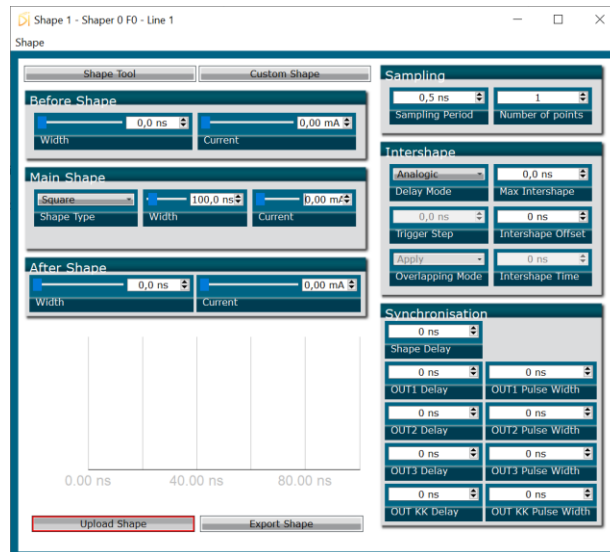 Shape 1 - Shaper 0 F0 - Line 1
Shape
Shape Tool
Custom Shape
Before Shape
0,0 ns
0,00 mA
Width
Current
Main Shape
Square
100,0 ns
0,00 mA
Shape Type
Width
Current
After Shape
0,0 ns
0,00 mA
Width
Current
0.00 ns
40.00 ns
80.00 ns
Upload Shape
Export Shape
Sampling
0,5 ns
1
Sampling Period
Number of points
Intershape
Analogic
0,0 ns
Delay Mode
Max Intershape
0,0 ns
0 ns
Trigger Step
Intershape Offset
Apply
0 ns
Overlapping Mode
Intershape Time
Synchronisation
0 ns
Shape Delay
0 ns
0 ns
OUT1 Delay
OUT1 Pulse Width
0 ns
0 ns
OUT2 Delay
OUT2 Pulse Width
0 ns
0 ns
OUT3 Delay
OUT3 Pulse Width
0 ns
0 ns
OUT KK Delay
OUT KK Pulse Width